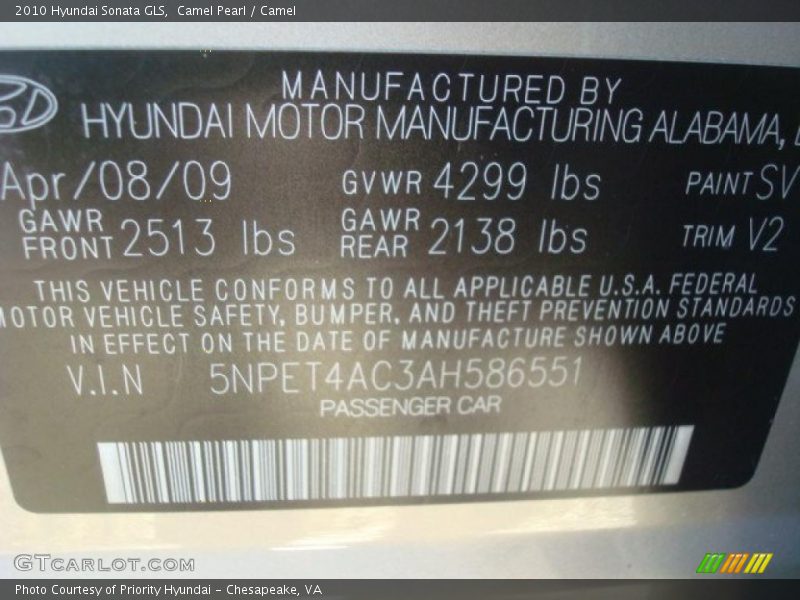 2010 Hyundai Sonata GLS,  Camel Pearl / Camel
MANUFACTURED BY
HYUNDAI MOTOR MANUFACTURING ALABAMA,
Apr/08/09 GVWR 4299 lbs PAINT SV
GAWR FRONT 2513 lbs GAWR REAR 2138 lbs TRIM V2
THIS VEHICLE CONFORMS TO ALL APPLICABLE U.S.A. FEDERAL
MOTOR VEHICLE SAFETY, BUMPER, AND THEFT PREVENTION STANDARDS
IN EFFECT ON THE DATE OF MANUFACTURE SHOWN ABOVE
V.I.N 5NPET4AC3AH586551
PASSENGER CAR
GTCARLOT.COM
Photo Courtesy of Priority Hyundai – Chesapeake, VA